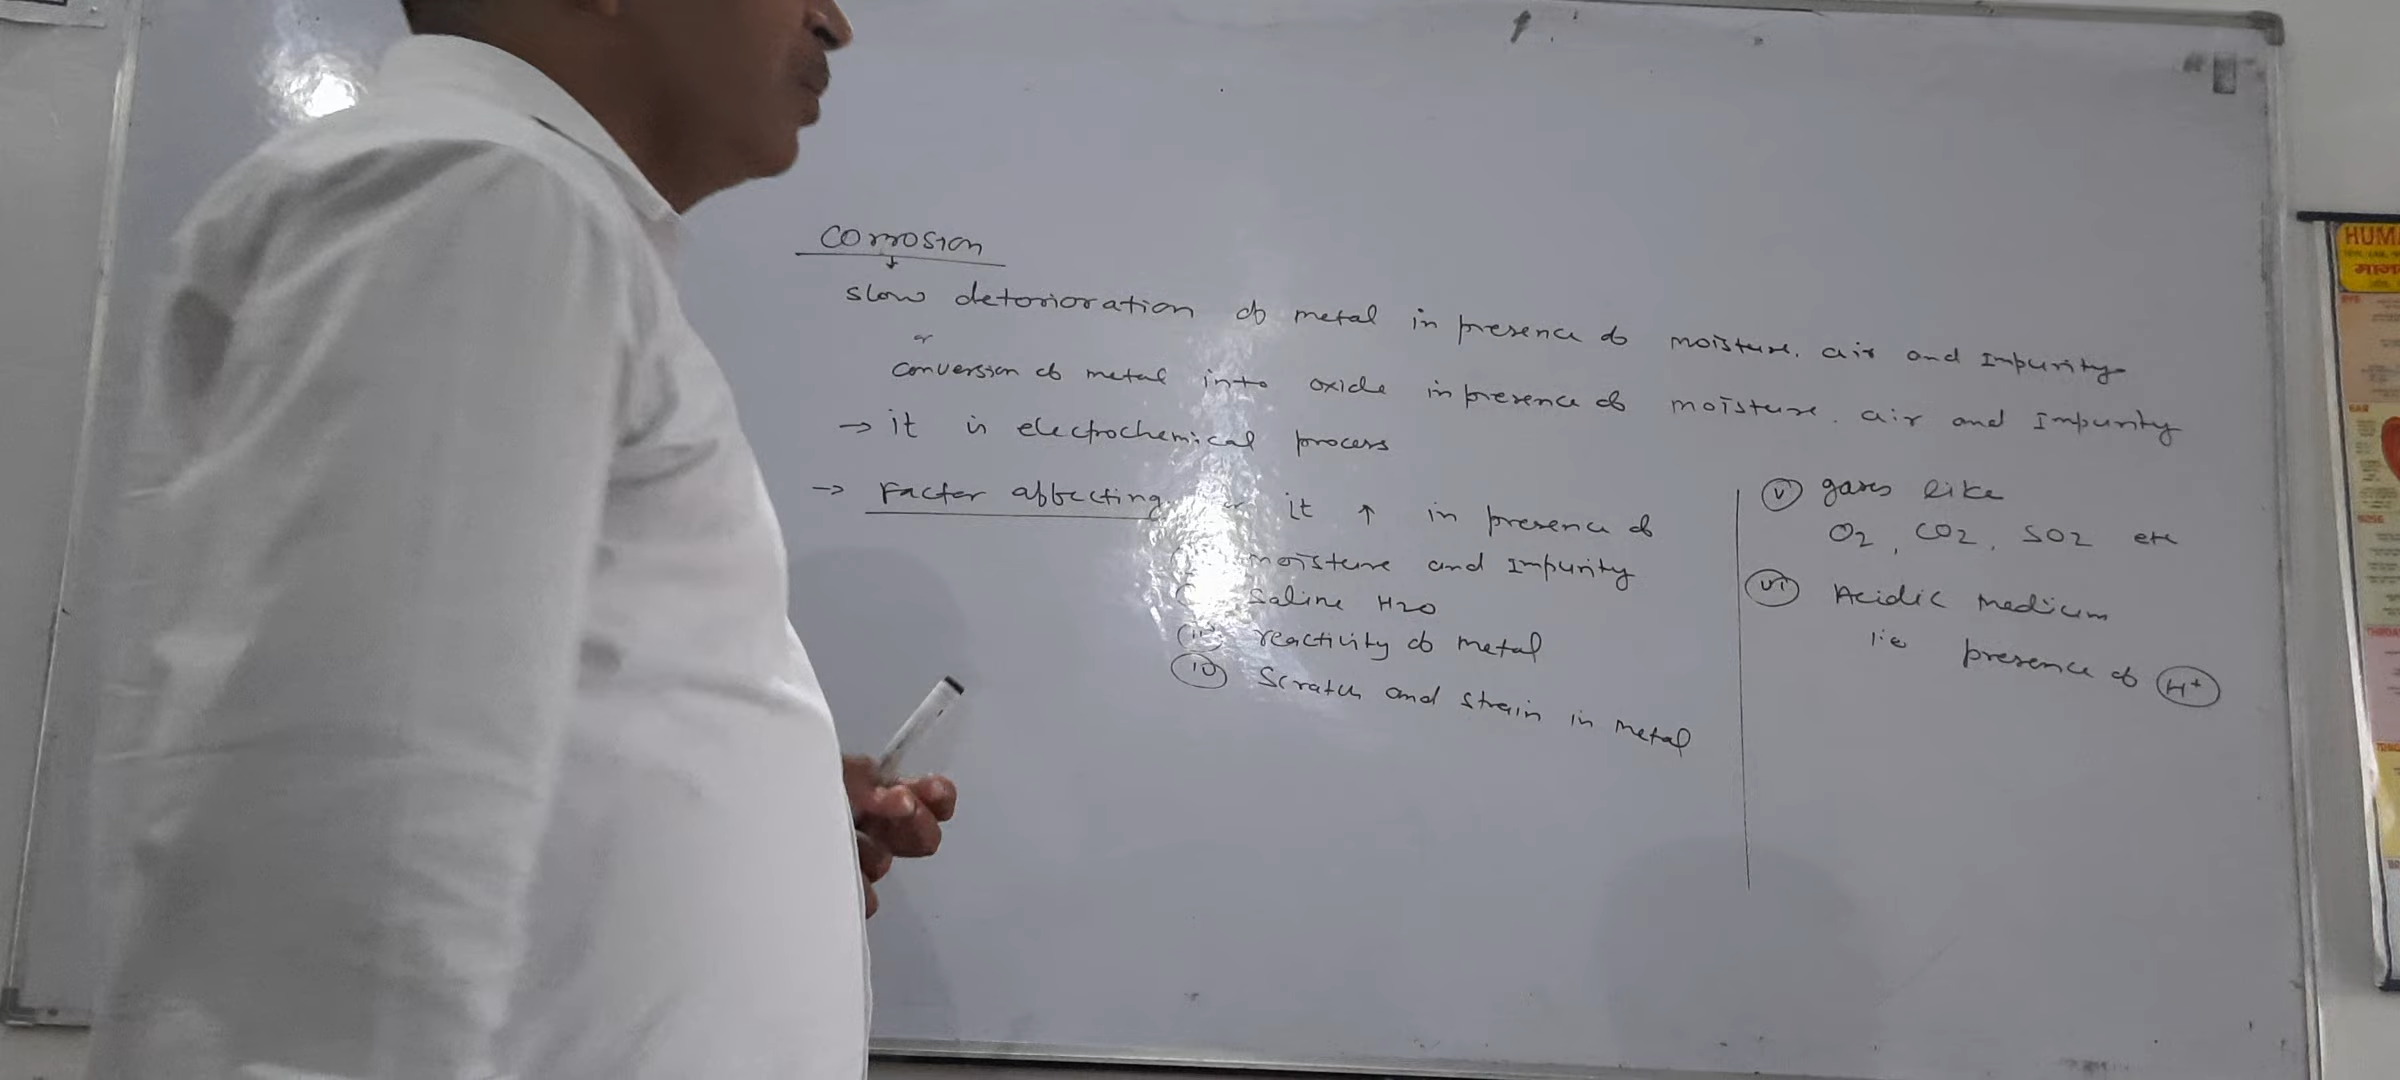 Corrosion
slow detorioration of metal in presence of moisture, air and Impurity
or
conversion of metal into oxide in presence of moisture, air and Impurity
→ it is electrochemical process
→ Factor affecting it ↑ in presence of
moisture and Impurity
saline H2O
(iii) reactivity of metal
(iv) Scratch and strain in metal
(v) gases like
O2, CO2, SO2 etc
(vi) Acidic medium
i.e presence of H+
HUM